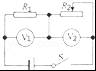 R₁ R₂
V₁ V₂
S